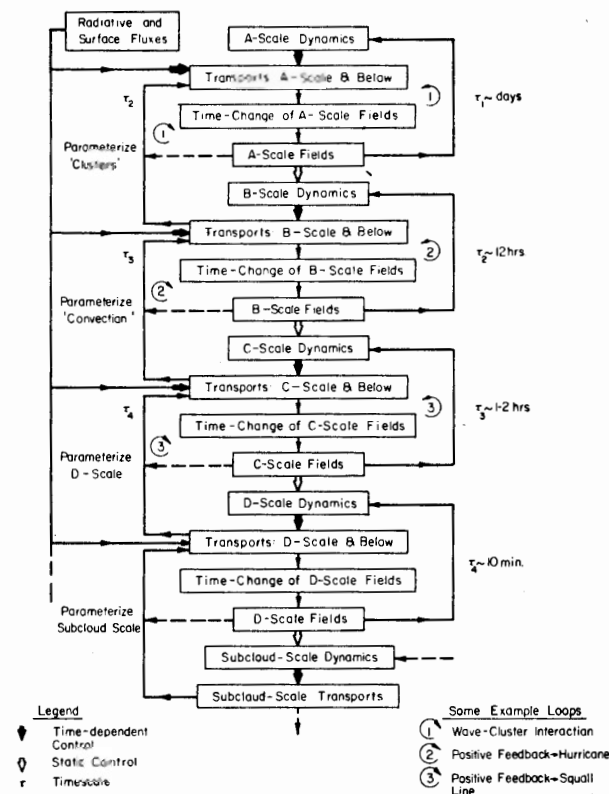 Radiative and
Surface Fluxes
A-Scale Dynamics
Transports A-Scale & Below
τ₂
1
τ₁~ days
Time-Change of A-Scale Fields
1
Parameterize
'Clusters'
A-Scale Fields
B-Scale Dynamics
Transports B-Scale & Below
τ₃
2
τ₂~ 12 hrs
Time-Change of B-Scale Fields
2
Parameterize
'Convection'
B-Scale Fields
C-Scale Dynamics
Transports: C-Scale & Below
τ₄
3
τ₃~ 1-2 hrs
Time-Change of C-Scale Fields
3
Parameterize
D-Scale
C-Scale Fields
D-Scale Dynamics
Transports: D-Scale & Below
τ₄~ 10 min.
Time-Change of D-Scale Fields
Parameterize
Subcloud Scale
D-Scale Fields
Subcloud-Scale Dynamics
Subcloud-Scale Transports
Legend
Time-dependent
Control
Static Control
τ Timescale
Some Example Loops
1 Wave-Cluster Interaction
2 Positive Feedback→Hurricane
3 Positive Feedback→Squall
Line